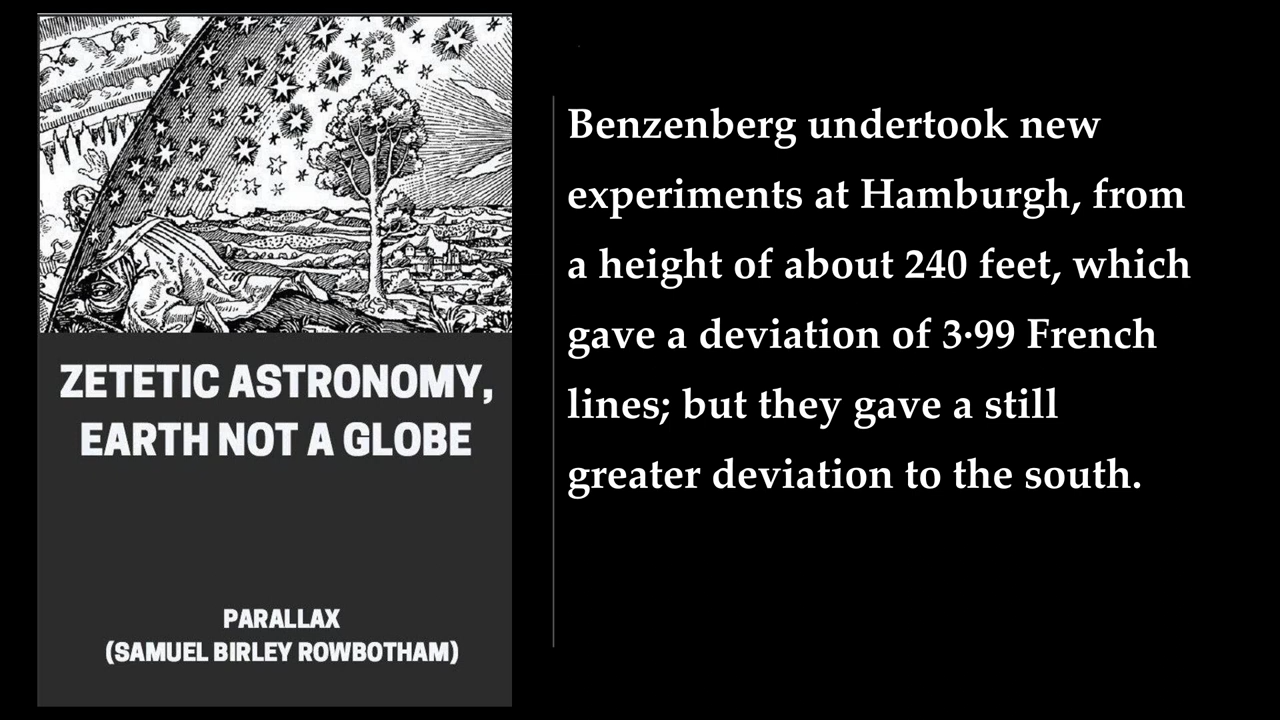 ZETETIC ASTRONOMY,
EARTH NOT A GLOBE
PARALLAX
(SAMUEL BIRLEY ROWBOTHAM)
Benzenberg undertook new
experiments at Hamburgh, from
a height of about 240 feet, which
gave a deviation of 3·99 French
lines; but they gave a still
greater deviation to the south.